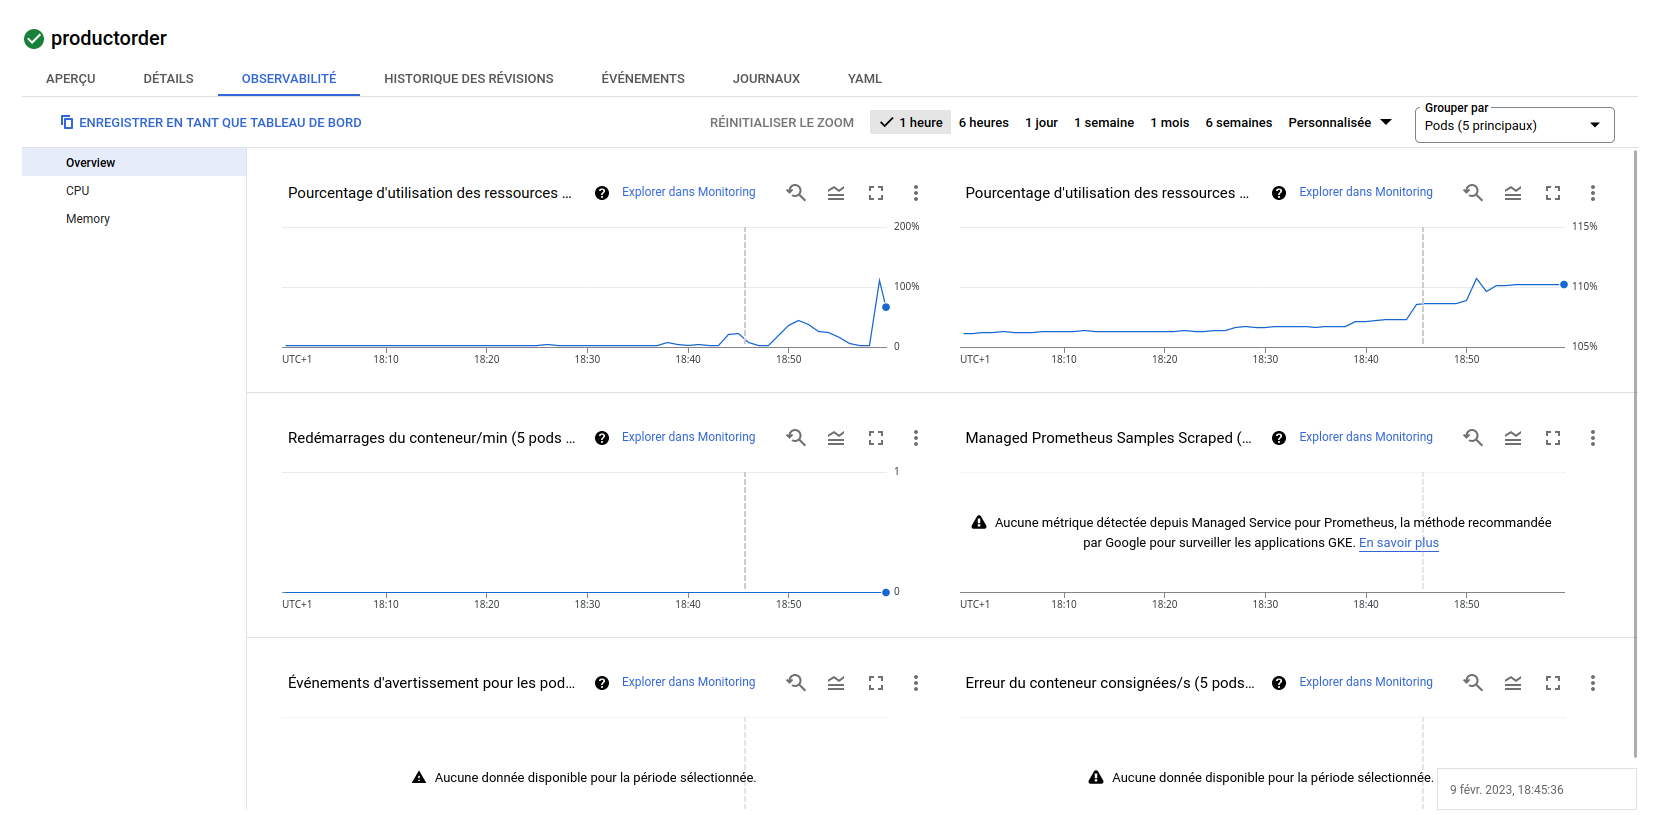 productorder
APERÇU DÉTAILS OBSERVABILITÉ HISTORIQUE DES RÉVISIONS ÉVÉNEMENTS JOURNAUX YAML
ENREGISTRER EN TANT QUE TABLEAU DE BORD RÉINITIALISER LE ZOOM 1 heure 6 heures 1 jour 1 semaine 1 mois 6 semaines Personnalisée
Grouper par
Pods (5 principaux)
Overview
CPU
Memory
Pourcentage d'utilisation des ressources ... ? Explorer dans Monitoring
200%
100%
0
UTC+1 18:10 18:20 18:30 18:40 18:50
Pourcentage d'utilisation des ressources ... ? Explorer dans Monitoring
115%
110%
105%
UTC+1 18:10 18:20 18:30 18:40 18:50
Redémarrages du conteneur/min (5 pods ... ? Explorer dans Monitoring
1
0
UTC+1 18:10 18:20 18:30 18:40 18:50
Managed Prometheus Samples Scraped (... ? Explorer dans Monitoring
Aucune métrique détectée depuis Managed Service pour Prometheus, la méthode recommandée
par Google pour surveiller les applications GKE. En savoir plus
UTC+1 18:10 18:20 18:30 18:40 18:50
Événements d'avertissement pour les pod... ? Explorer dans Monitoring
Aucune donnée disponible pour la période sélectionnée.
Erreur du conteneur consignées/s (5 pods... ? Explorer dans Monitoring
Aucune donnée disponible pour la période sélectionnée.
9 févr. 2023, 18:45:36